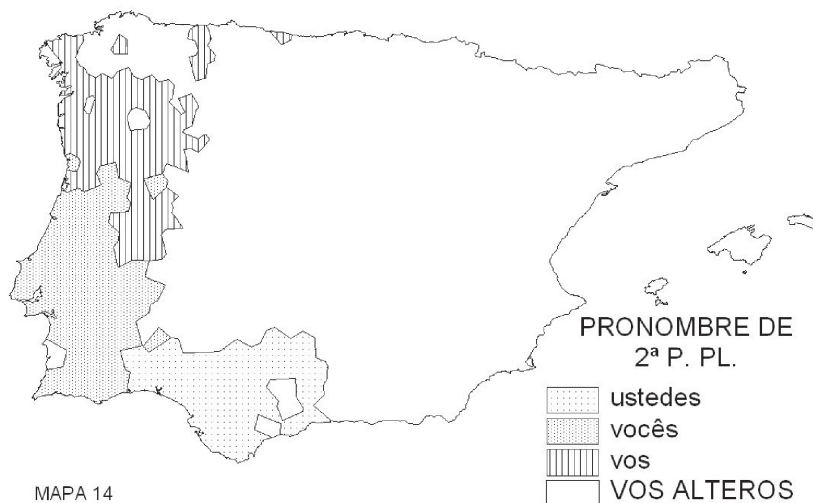 PRONOMBRE DE
2ª P. PL.
ustedes
vocês
vos
VOS ALTEROS
MAPA 14